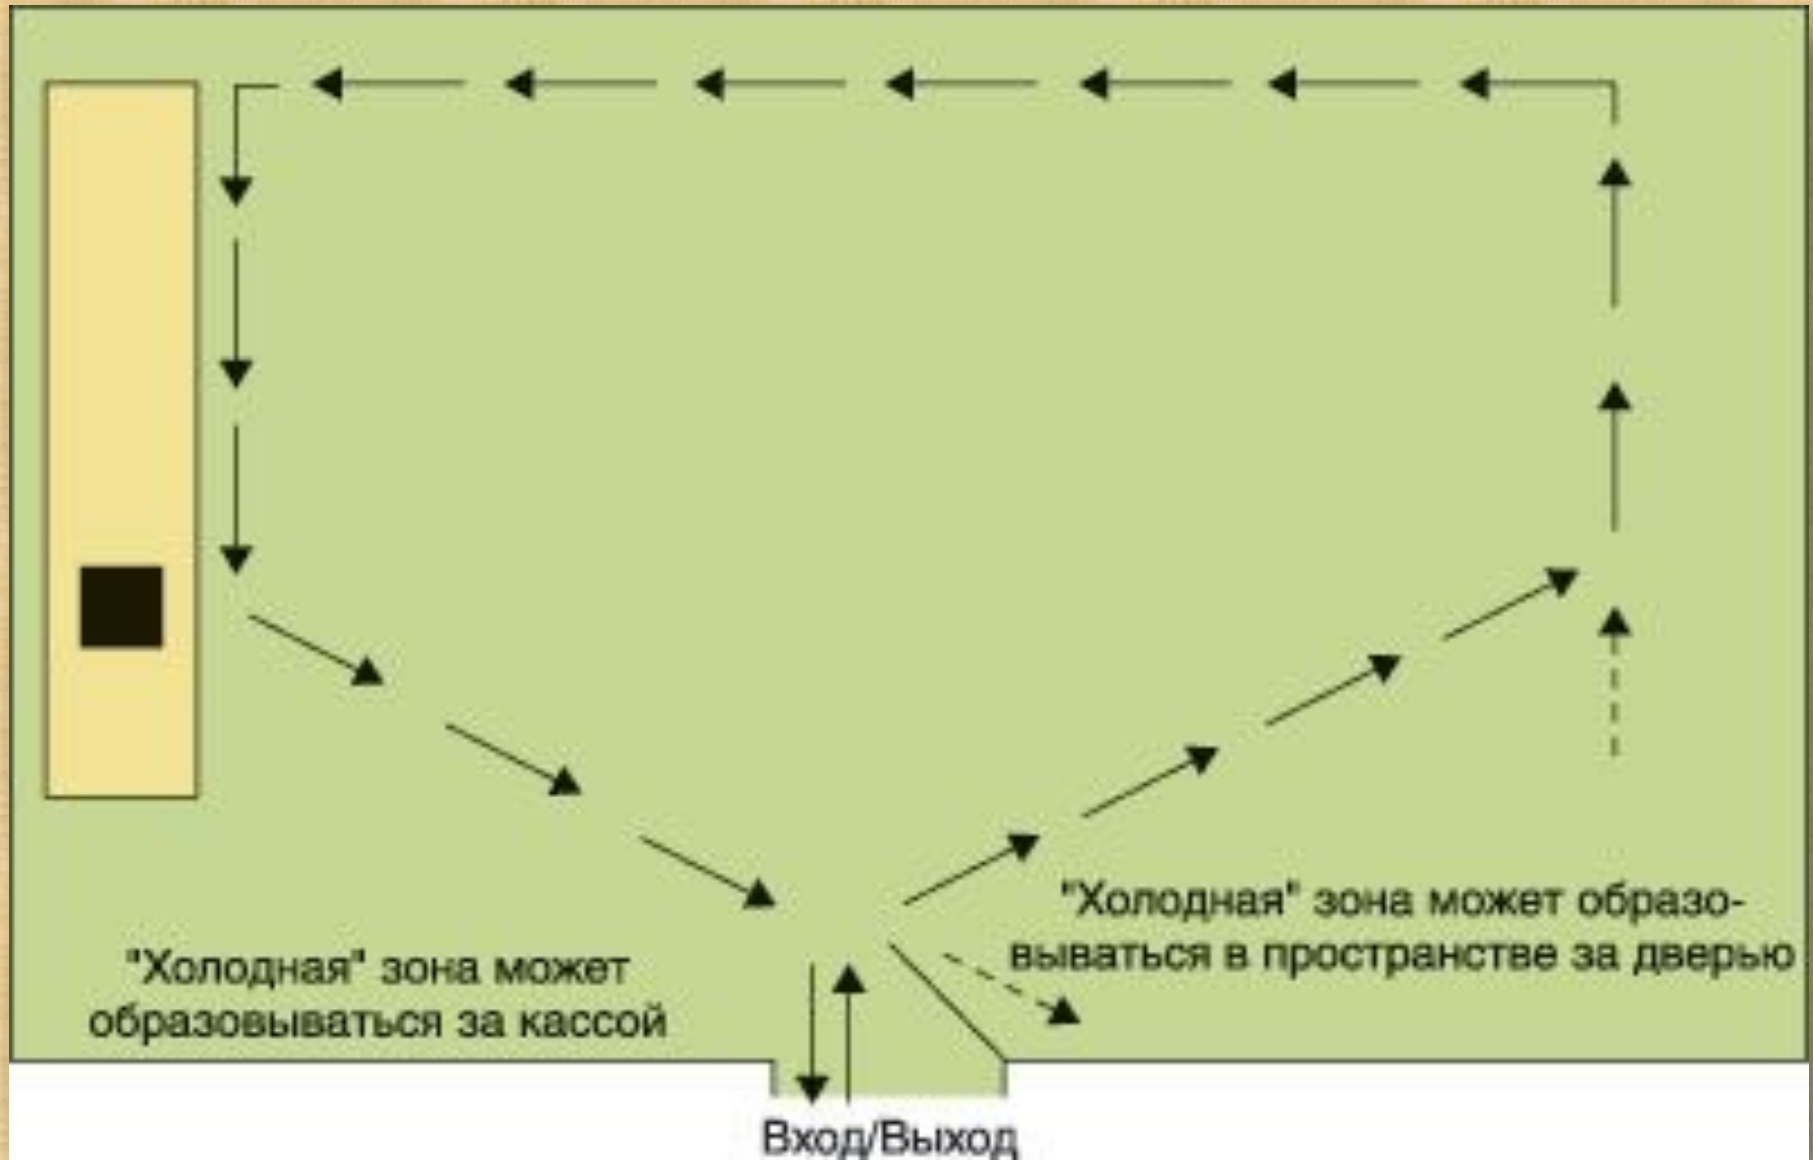 "Холодная" зона может образо-
вываться в пространстве за дверью
"Холодная" зона может
образовываться за кассой
Вход/Выход